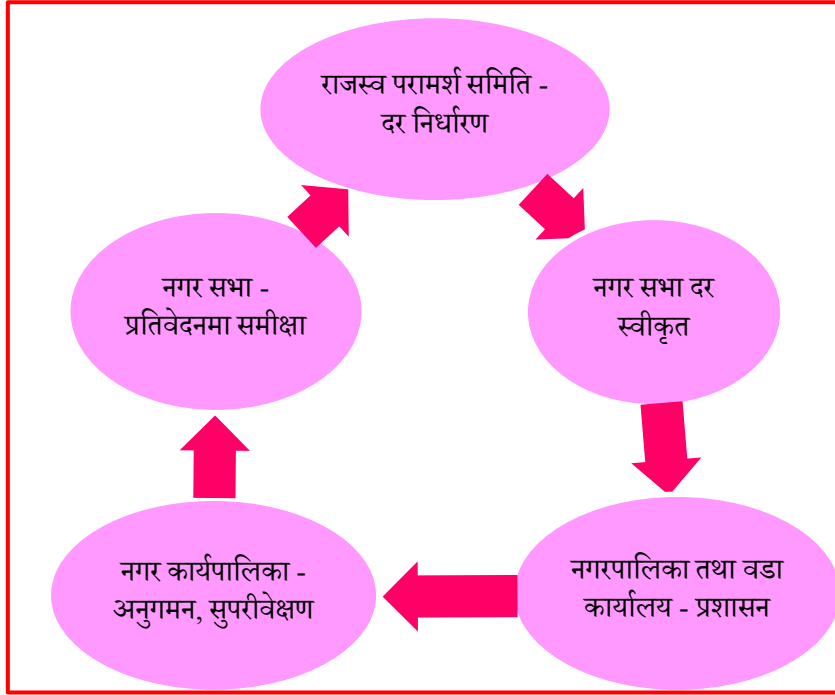 राजस्व परामर्श समिति -
दर निर्धारण
नगर सभा दर
स्वीकृत
नगरपालिका तथा वडा
कार्यालय - प्रशासन
नगर कार्यपालिका -
अनुगमन, सुपरीवेक्षण
नगर सभा -
प्रतिवेदनमा समीक्षा